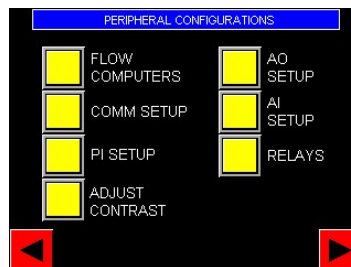 PERIPHERAL CONFIGURATIONS
FLOW
COMPUTERS
AO
SETUP
COMM SETUP
AI
SETUP
PI SETUP
RELAYS
ADJUST
CONTRAST